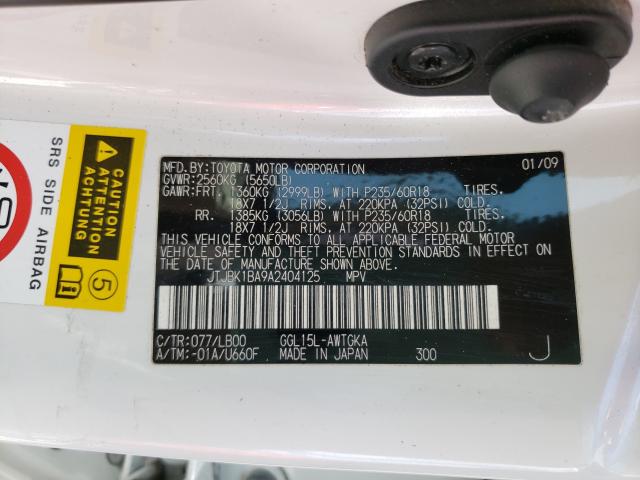 MFD.BY:TOYOTA MOTOR CORPORATION 01/09
GVWR:2560KG (5650LB)
GAWR:FRT. 1360KG (2999LB) WITH P235/60R18 TIRES.
18X7 1/2J RIMS. AT 220KPA (32PSI) COLD.
RR. 1385KG (3056LB) WITH P235/60R18 TIRES.
18X7 1/2J RIMS. AT 220KPA (32PSI) COLD.
THIS VEHICLE CONFORMS TO ALL APPLICABLE FEDERAL MOTOR
VEHICLE SAFETY AND THEFT PREVENTION STANDARDS IN EFFECT ON
THE DATE OF MANUFACTURE SHOWN ABOVE.
JTJBK1BA9A2404125 MPV
C/TR:077/LB00 GGL15L-AWTGKA
A/TM:-01A/U660F MADE IN JAPAN 300 J
SRS SIDE AIRBAG
CAUTION
ACHTUNG
ATTENTION
5